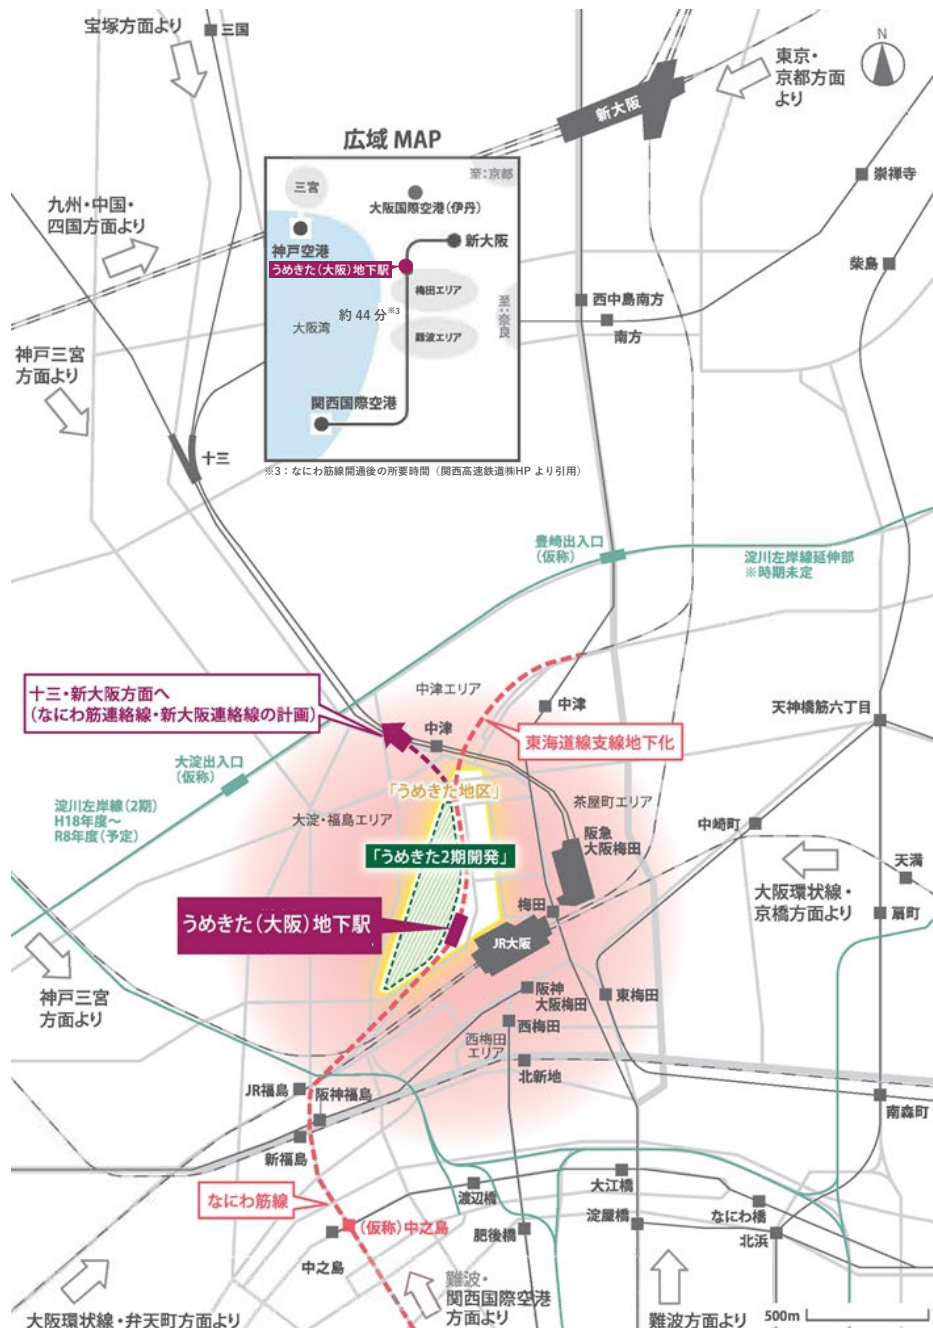 宝塚方面より
三国
東京・
京都方面
より
N
新大阪
広域 MAP
三宮
至:京都
大阪国際空港(伊丹)
神戸空港
新大阪
うめきた(大阪)地下駅
梅田エリア
約 44 分※3
大阪湾
難波エリア
至:奈良
関西国際空港
※3:なにわ筋線開通後の所要時間(関西高速鉄道㈱HP より引用)
崇禅寺
九州・中国・
四国方面より
柴島
西中島南方
南方
神戸三宮
方面より
十三
豊崎出入口
(仮称)
淀川左岸線延伸部
※時期未定
十三・新大阪方面へ
(なにわ筋連絡線・新大阪連絡線の計画)
中津エリア
中津
中津
東海道線支線地下化
天神橋筋六丁目
大淀出入口
(仮称)
「うめきた地区」
淀川左岸線(2期)
H18年度~
R8年度(予定)
大淀・福島エリア
茶屋町エリア
中崎町
「うめきた2期開発」
阪急
大阪梅田
天満
大阪環状線・
京橋方面より
うめきた(大阪)地下駅
梅田
扇町
JR大阪
神戸三宮
方面より
阪神
大阪梅田
東梅田
西梅田
西梅田
エリア
北新地
JR福島
阪神福島
南森町
新福島
なにわ筋線
渡辺橋
大江橋
なにわ橋
(仮称)中之島
肥後橋
淀屋橋
北浜
中之島
難波・
関西国際空港
方面より
大阪環状線・弁天町方面より
難波方面より
500m